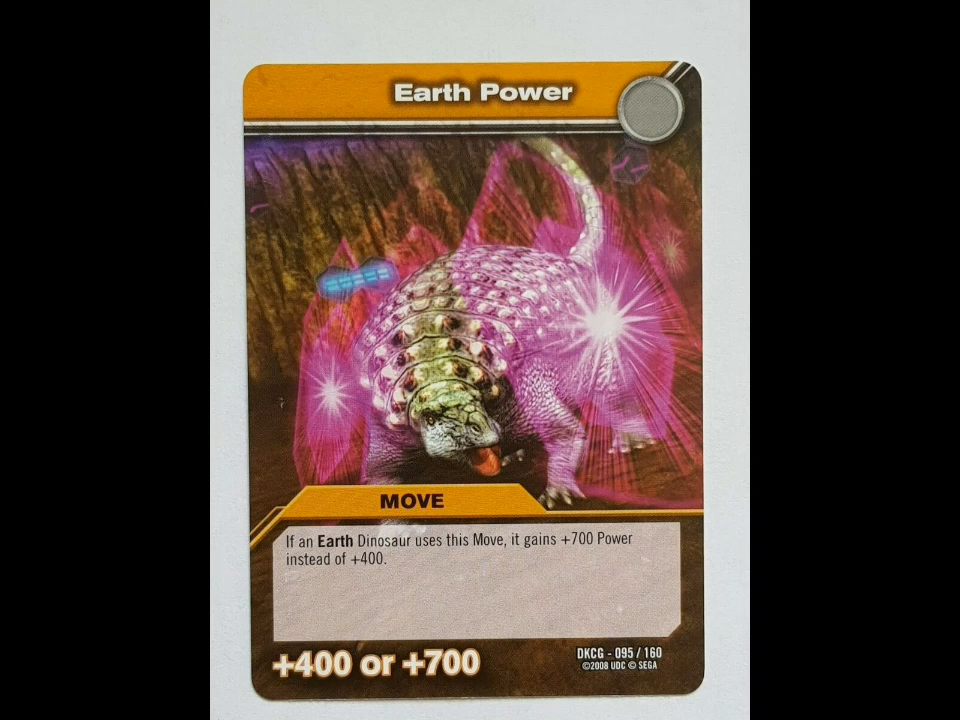 Earth Power
MOVE
If an Earth Dinosaur uses this Move, it gains +700 Power
instead of +400.
+400 or +700
DKCG - 095 / 160
©2008 UDC © SEGA